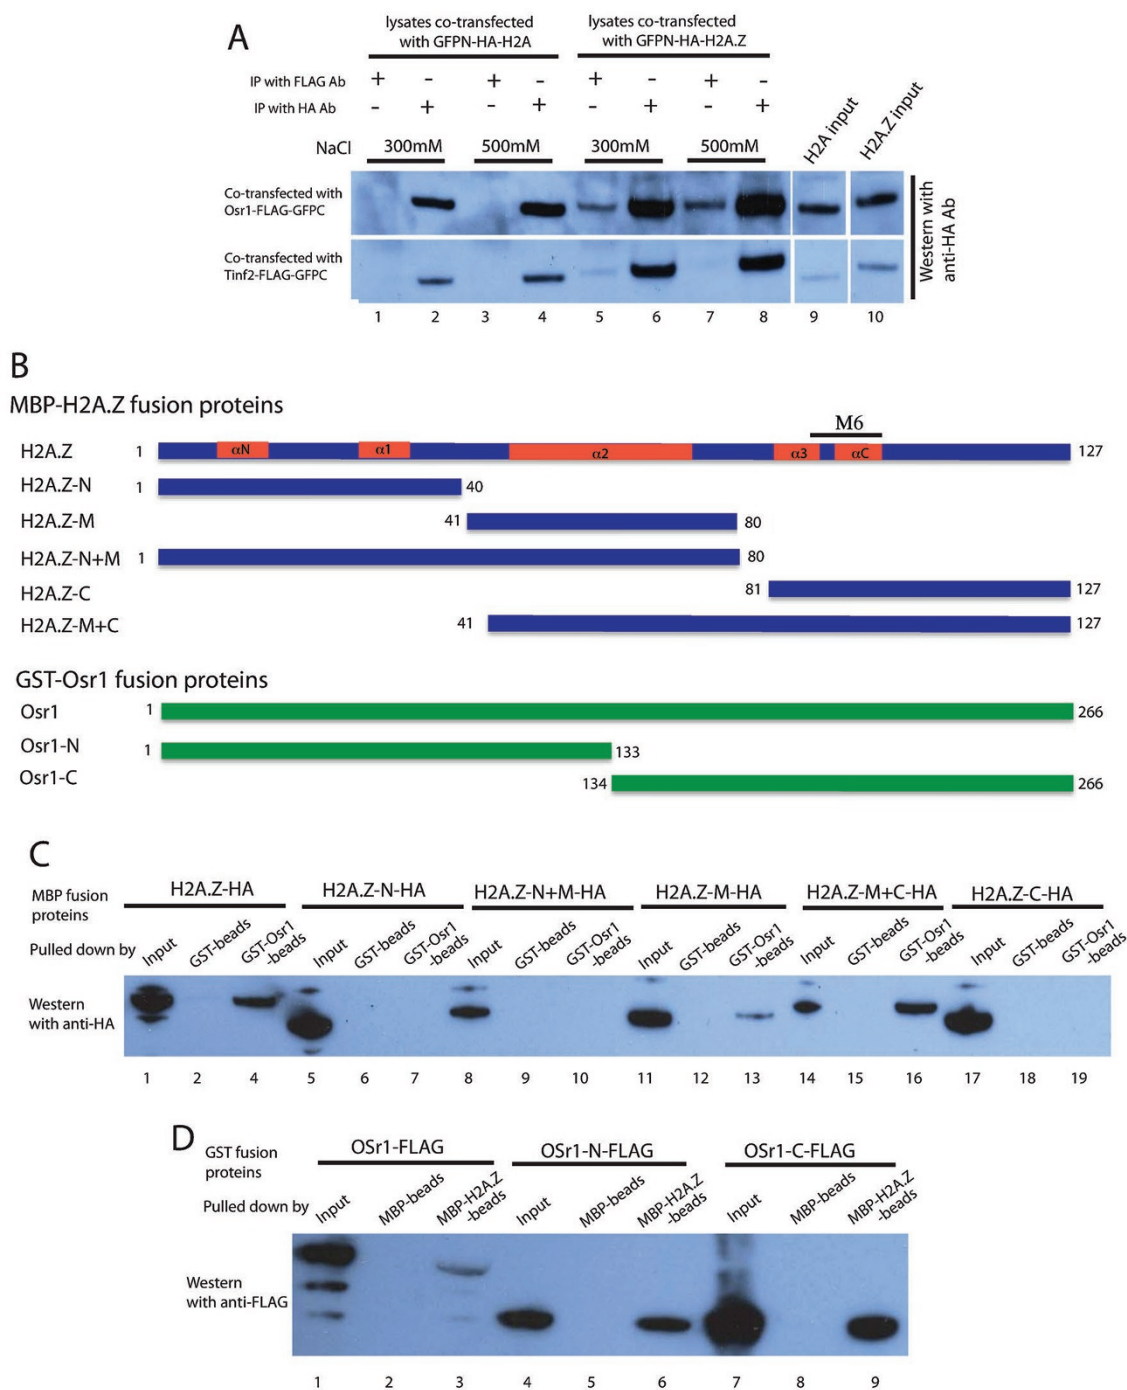 A
lysates co-transfected
with GFPN-HA-H2A
lysates co-transfected
with GFPN-HA-H2A.Z
IP with FLAG Ab + - + - + - + -
IP with HA Ab - + - + - + - +
H2A input
H2A.Z input
NaCl 300mM 500mM 300mM 500mM
Co-transfected with
Osr1-FLAG-GFPC
Co-transfected with
Tinf2-FLAG-GFPC
Western with
anti-HA Ab
1 2 3 4 5 6 7 8 9 10
B
MBP-H2A.Z fusion proteins
M6
H2A.Z 1 αN α1 α2 α3 αC 127
H2A.Z-N 1 40
H2A.Z-M 41 80
H2A.Z-N+M 1 80
H2A.Z-C 81 127
H2A.Z-M+C 41 127
GST-Osr1 fusion proteins
Osr1 1 266
Osr1-N 1 133
Osr1-C 134 266
C
MBP fusion
proteins
H2A.Z-HA H2A.Z-N-HA H2A.Z-N+M-HA H2A.Z-M-HA H2A.Z-M+C-HA H2A.Z-C-HA
Pulled down by
Input
GST-beads
GST-Osr1
-beads
Input
GST-beads
GST-Osr1
-beads
Input
GST-beads
GST-Osr1
-beads
Input
GST-beads
GST-Osr1
-beads
Input
GST-beads
GST-Osr1
-beads
Input
GST-beads
GST-Osr1
-beads
Western
with anti-HA
1 2 4 5 6 7 8 9 10 11 12 13 14 15 16 17 18 19
D
GST fusion
proteins
OSr1-FLAG OSr1-N-FLAG OSr1-C-FLAG
Pulled down by
Input
MBP-beads
MBP-H2A.Z
-beads
Input
MBP-beads
MBP-H2A.Z
-beads
Input
MBP-beads
MBP-H2A.Z
-beads
Western
with anti-FLAG
1 2 3 4 5 6 7 8 9